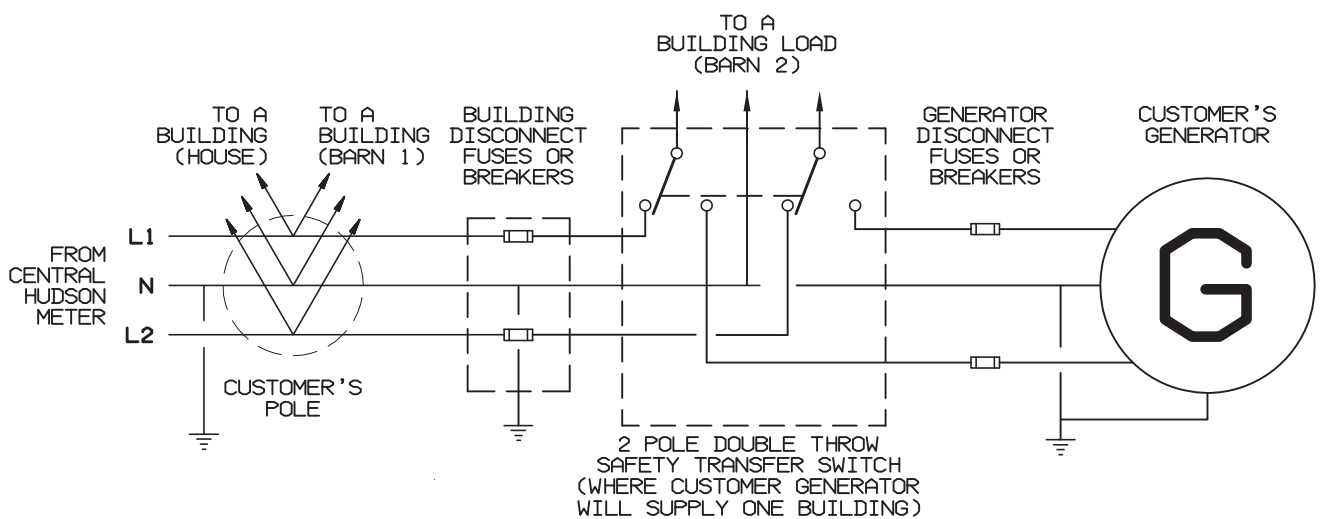 TO A
BUILDING LOAD
(BARN 2)
TO A
BUILDING
(HOUSE)
TO A
BUILDING
(BARN 1)
BUILDING
DISCONNECT
FUSES OR
BREAKERS
GENERATOR
DISCONNECT
FUSES OR
BREAKERS
CUSTOMER'S
GENERATOR
FROM
CENTRAL
HUDSON
METER
L1
N
L2
G
CUSTOMER'S
POLE
2 POLE DOUBLE THROW
SAFETY TRANSFER SWITCH
(WHERE CUSTOMER GENERATOR
WILL SUPPLY ONE BUILDING)